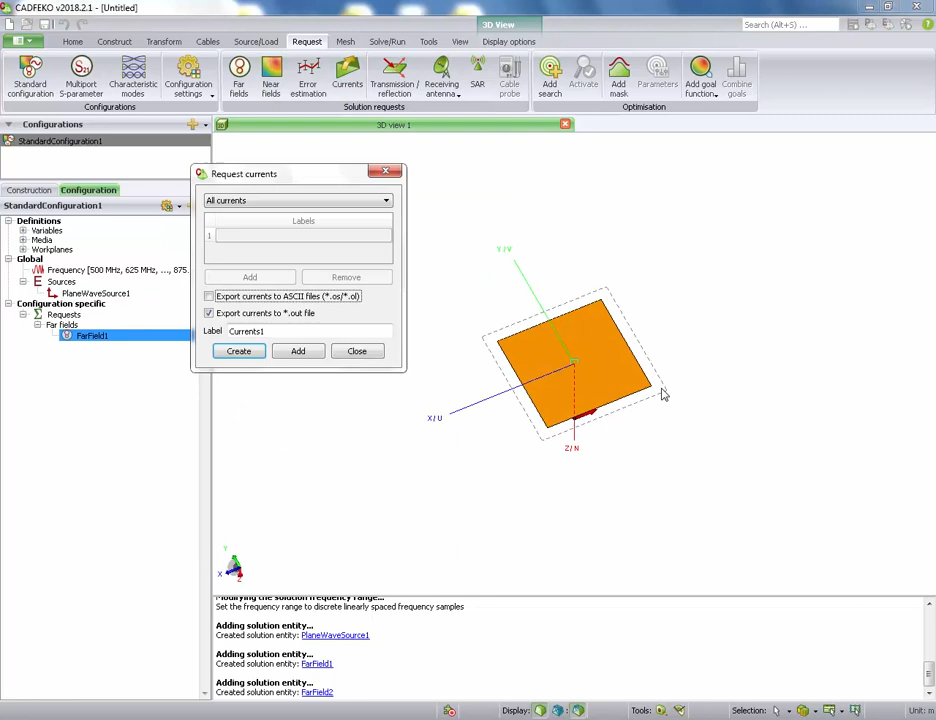 CADFEKO v2018.2.1 - [Untitled]
3D View
Search (Alt+S) . . .
Home Construct Transform Cables Source/Load Request Mesh Solve/Run Tools View Display options
Standard configuration
Multiport S-parameter
Characteristic modes
Configuration settings
Far fields
Near fields
Error estimation
Currents
Transmission / reflection
Receiving antenna
SAR
Cable probe
Add search
Activate
Add mask
Parameters
Add goal function
Combine goals
Configurations
Solution requests
Optimisation
Configurations
3D view 1
StandardConfiguration1
Construction Configuration
StandardConfiguration1
Definitions
Variables
Media
Workplanes
Global
Frequency [500 MHz, 625 MHz, ..., 875.
Sources
PlaneWaveSource1
Configuration specific
Requests
Far fields
FarField1
Request currents
All currents
Labels
1
Add Remove
Export currents to ASCII files (*.os/*.ol)
Export currents to *.out file
Label Currents1
Create Add Close
Y/V
X/U
Z/N
Y
X
Z
Modifying the solution frequency range...
Set the frequency range to discrete linearly spaced frequency samples
Adding solution entity...
Created solution entity: PlaneWaveSource1
Adding solution entity...
Created solution entity: FarField1
Adding solution entity...
Created solution entity: FarField2
Display: Tools: Selection: Unit: m